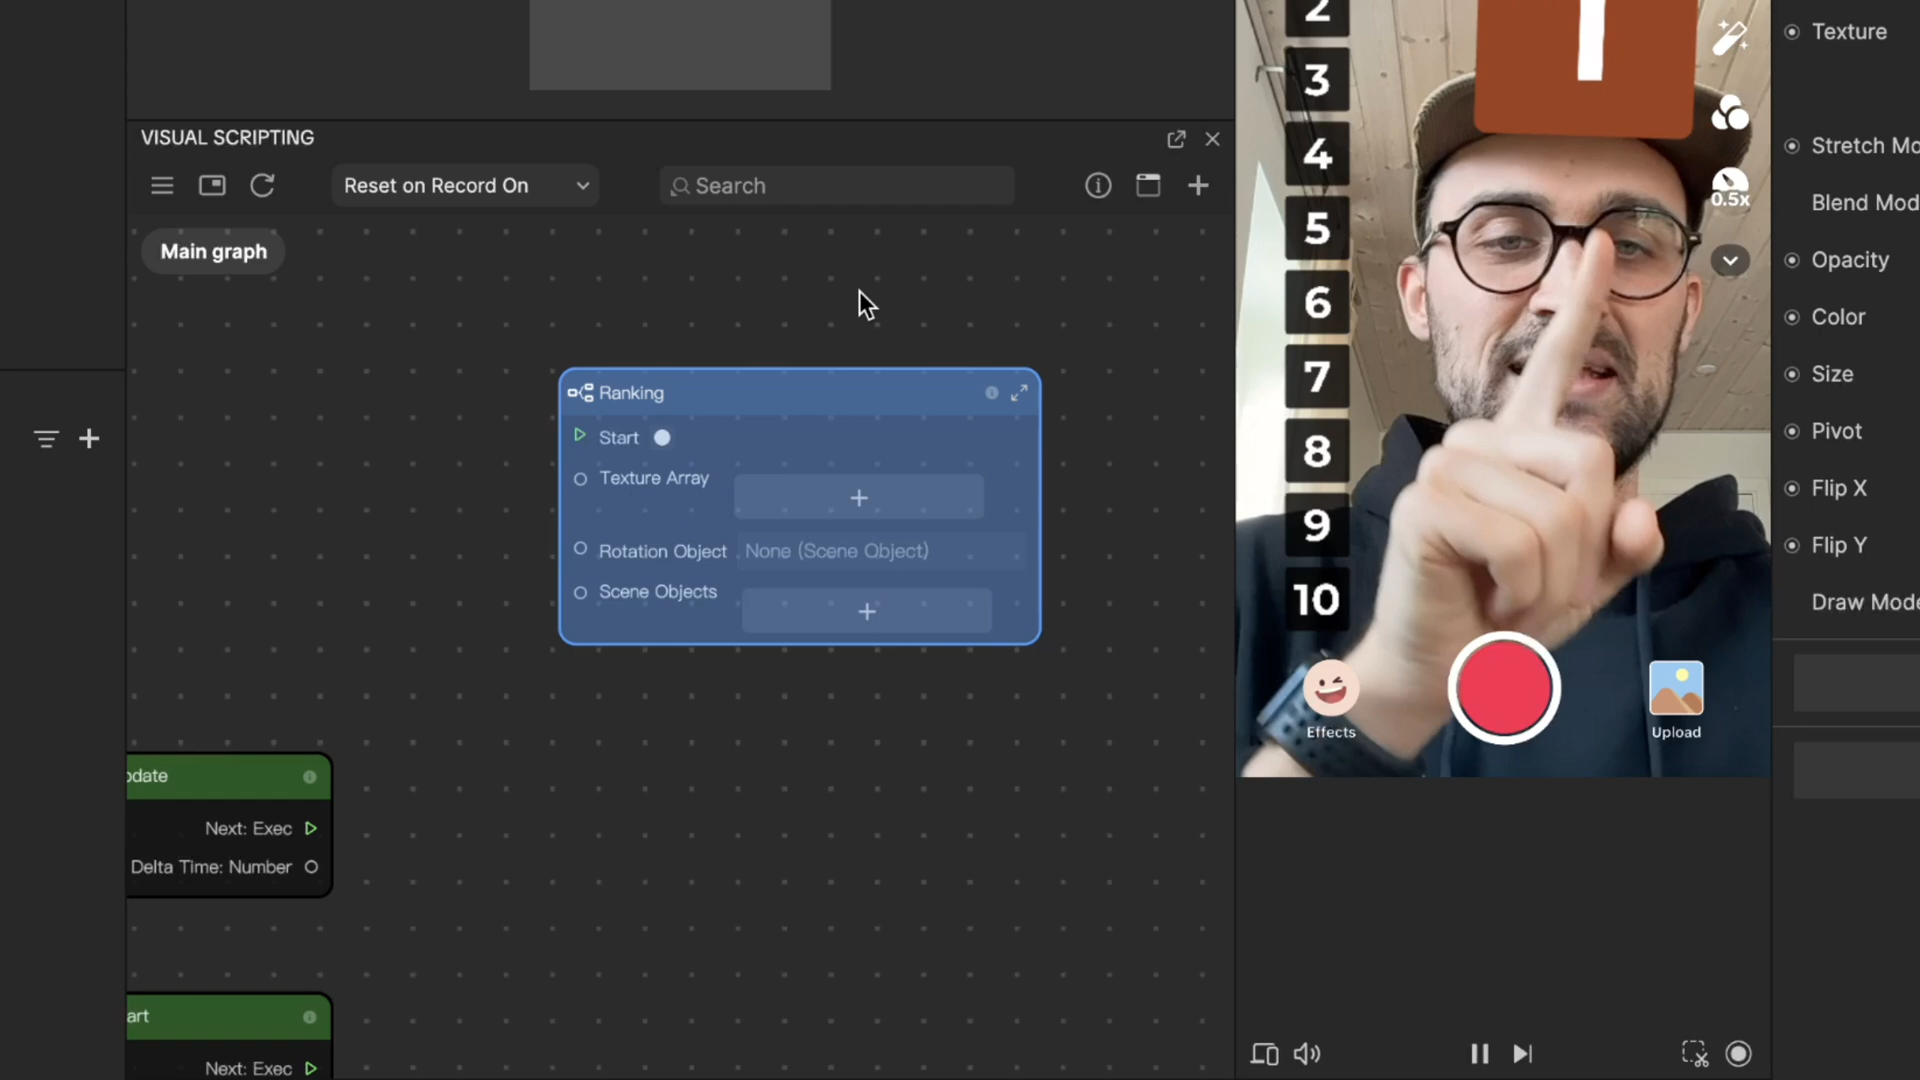 VISUAL SCRIPTING
Reset on Record On
Search
Main graph
Ranking
Start
Texture Array
+
Rotation Object
None (Scene Object)
Scene Objects
+
pdate
Next: Exec
Delta Time: Number
art
Next: Exec
2
3
4
5
6
7
8
9
10
0.5x
Effects
Upload
Texture
Stretch Mo
Blend Mod
Opacity
Color
Size
Pivot
Flip X
Flip Y
Draw Mode